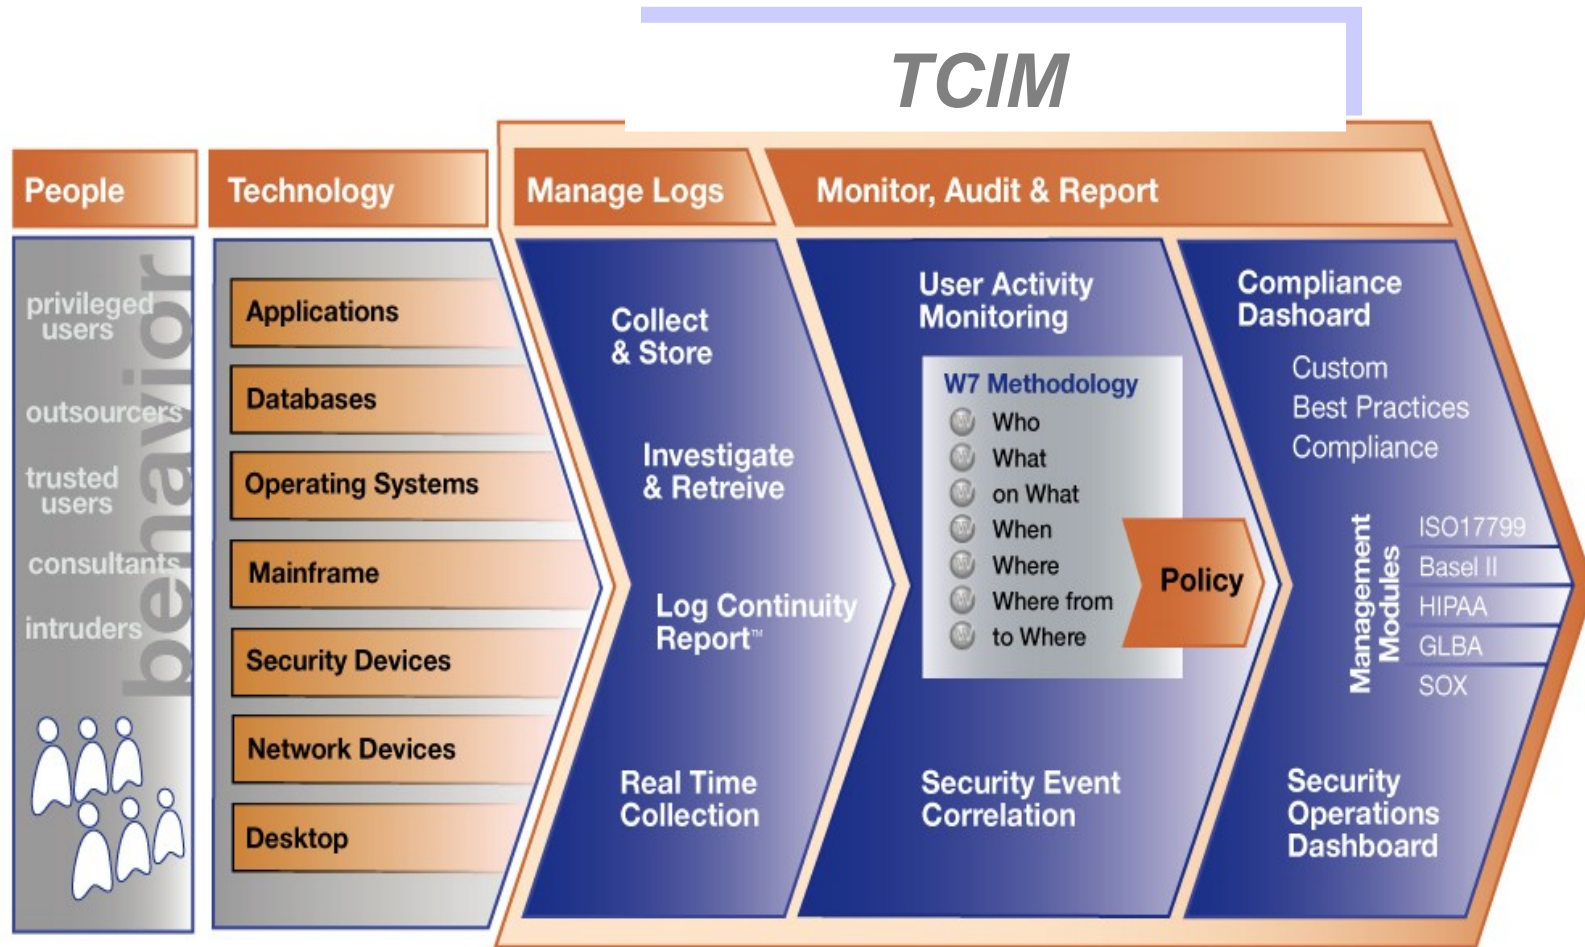 TCIM
People
Technology
Manage Logs
Monitor, Audit & Report
behavior
privileged
users
outsourcers
trusted
users
consultants
intruders
Applications
Databases
Operating Systems
Mainframe
Security Devices
Network Devices
Desktop
Collect
& Store
Investigate
& Retreive
Log Continuity
Report™
Real Time
Collection
User Activity
Monitoring
W7 Methodology
W Who
W What
W on What
W When
W Where
W Where from
W to Where
Policy
Security Event
Correlation
Compliance
Dashoard
Custom
Best Practices
Compliance
Management
Modules
ISO17799
Basel II
HIPAA
GLBA
SOX
Security
Operations
Dashboard